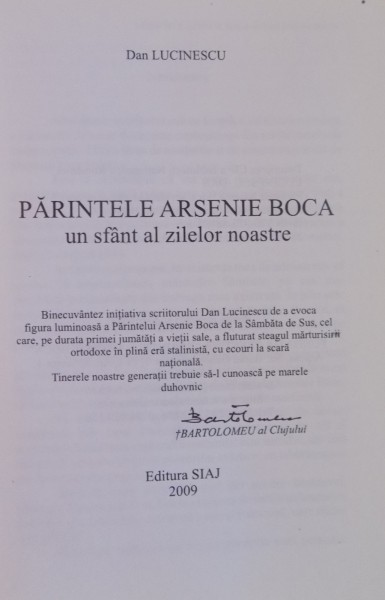 Dan LUCINESCU
PĂRINTELE ARSENIE BOCA
un sfânt al zilelor noastre
Binecuvântez inițiativa scriitorului Dan Lucinescu de a evoca
figura luminoasă a Părintelui Arsenie Boca de la Sâmbăta de Sus, cel
care, pe durata primei jumătăți a vieții sale, a fluturat steagul mărturisirii
ortodoxe în plină eră stalinistă, cu ecouri la scară
națională.
Tinerele noastre generații trebuie să-l cunoască pe marele
duhovnic
Bartolomeu
†BARTOLOMEU al Clujului
Editura SIAJ
2009